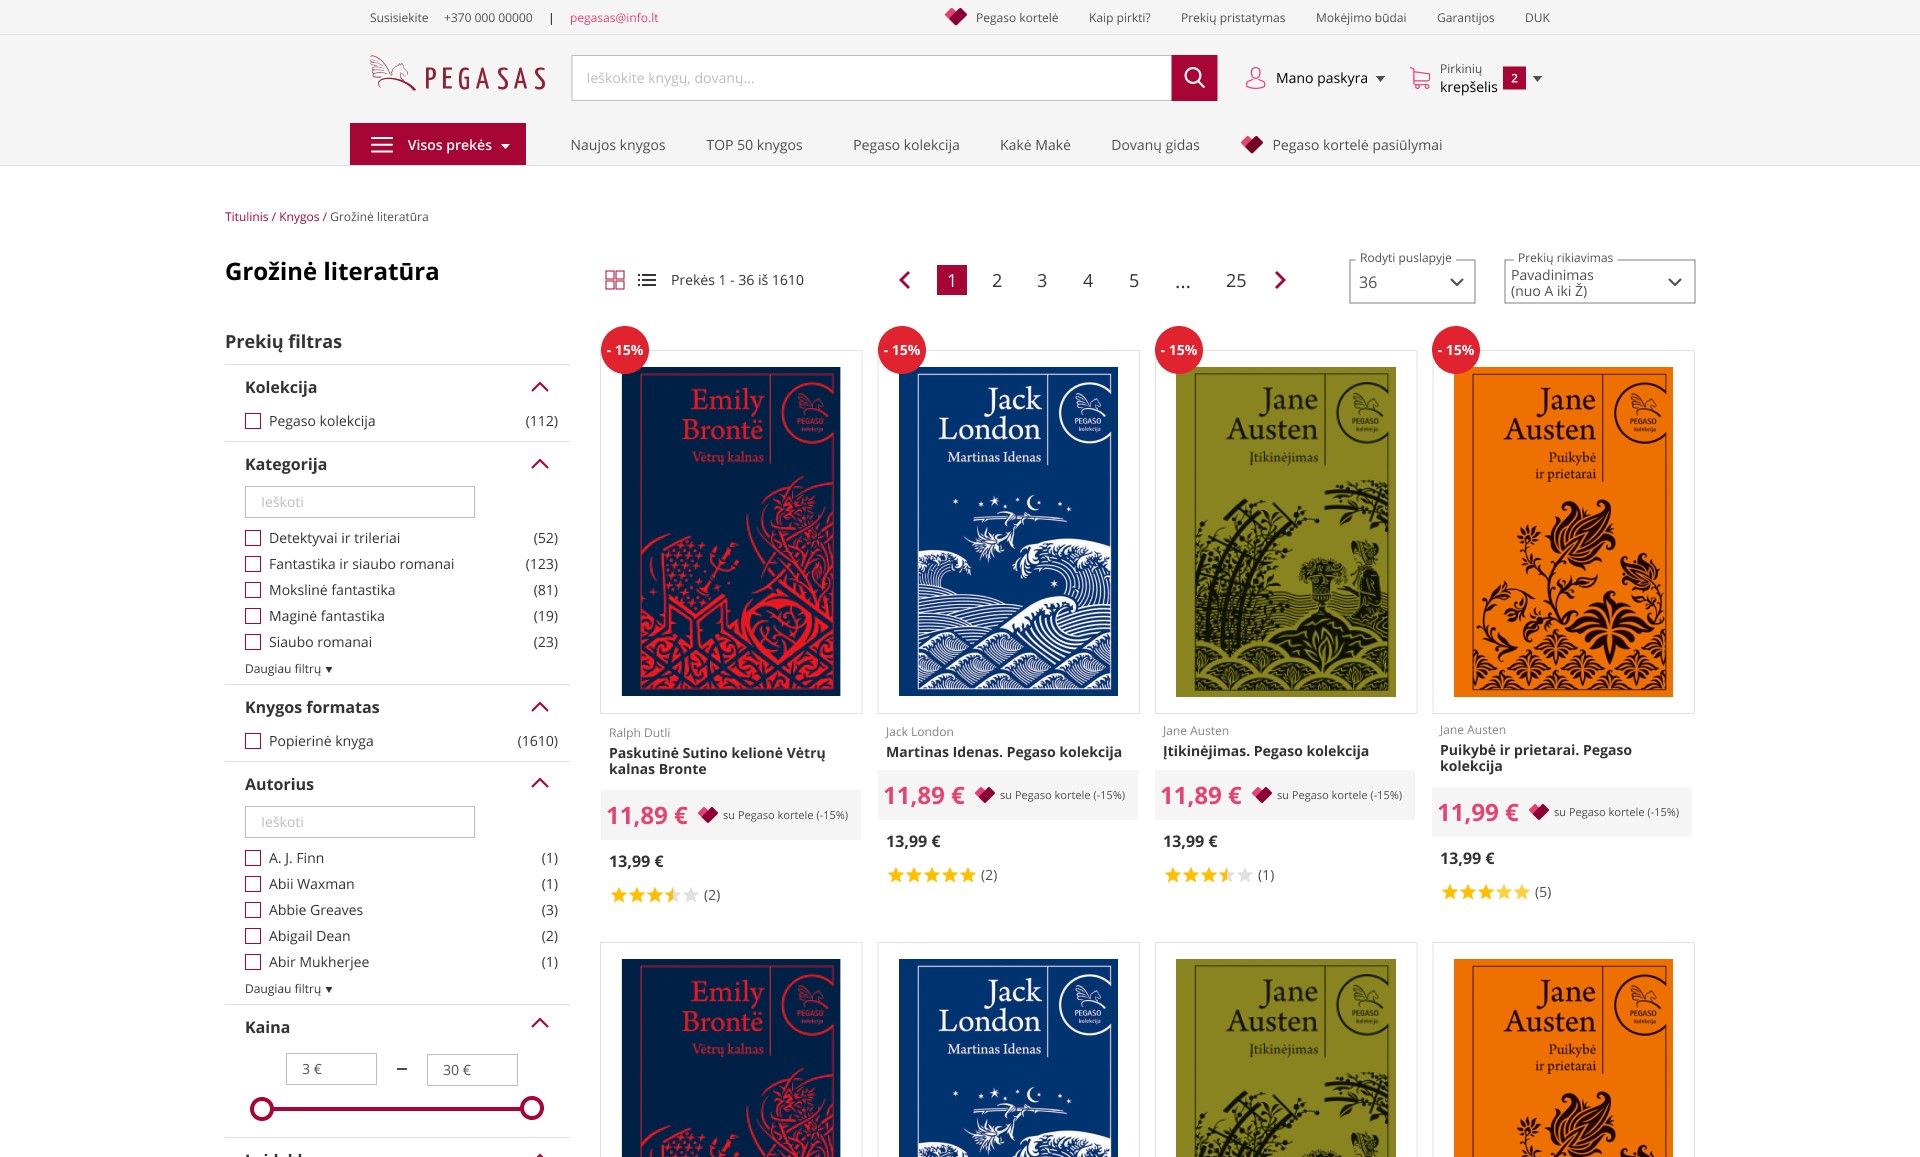 Susisiekite +370 000 00000 | pegasas@info.lt
Pegaso kortelė Kaip pirkti? Prekių pristatymas Mokėjimo būdai Garantijos DUK
PEGASAS
Ieškokite knygų, dovanų...
Mano paskyra
Pirkinių
krepšelis 2
Visos prekės
Naujos knygos TOP 50 knygos Pegaso kolekcija Kakė Makė Dovanų gidas Pegaso kortelė pasiūlymai
Titulinis / Knygos / Grožinė literatūra
Grožinė literatūra
Prekės 1 - 36 iš 1610
1 2 3 4 5 ... 25
Rodyti puslapyje
36
Prekių rikiavimas
Pavadinimas
(nuo A iki Ž)
Prekių filtras
Kolekcija
Pegaso kolekcija (112)
Kategorija
Ieškoti
Detektyvai ir trileriai (52)
Fantastika ir siaubo romanai (123)
Mokslinė fantastika (81)
Maginė fantastika (19)
Siaubo romanai (23)
Daugiau filtrų
Knygos formatas
Popierinė knyga (1610)
Autorius
Ieškoti
A. J. Finn (1)
Abii Waxman (1)
Abbie Greaves (3)
Abigail Dean (2)
Abir Mukherjee (1)
Daugiau filtrų
Kaina
3 € – 30 €
- 15%
Emily
Brontë
Vėtrų kalnas
PEGASO
kolekcija
Ralph Dutli
Paskutinė Sutino kelionė Vėtrų
kalnas Bronte
11,89 € su Pegaso kortele (-15%)
13,99 €
(2)
- 15%
Jack
London
Martinas Idenas
PEGASO
kolekcija
Jack London
Martinas Idenas. Pegaso kolekcija
11,89 € su Pegaso kortele (-15%)
13,99 €
(2)
- 15%
Jane
Austen
Įtikinėjimas
PEGASO
kolekcija
Jane Austen
Įtikinėjimas. Pegaso kolekcija
11,89 € su Pegaso kortele (-15%)
13,99 €
(1)
- 15%
Jane
Austen
Puikybė
ir prietarai
PEGASO
kolekcija
Jane Austen
Puikybė ir prietarai. Pegaso
kolekcija
11,99 € su Pegaso kortele (-15%)
13,99 €
(5)
Emily
Brontë
Vėtrų kalnas
PEGASO
kolekcija
Jack
London
Martinas Idenas
PEGASO
kolekcija
Jane
Austen
Įtikinėjimas
PEGASO
kolekcija
Jane
Austen
Puikybė
ir prietarai
PEGASO
kolekcija